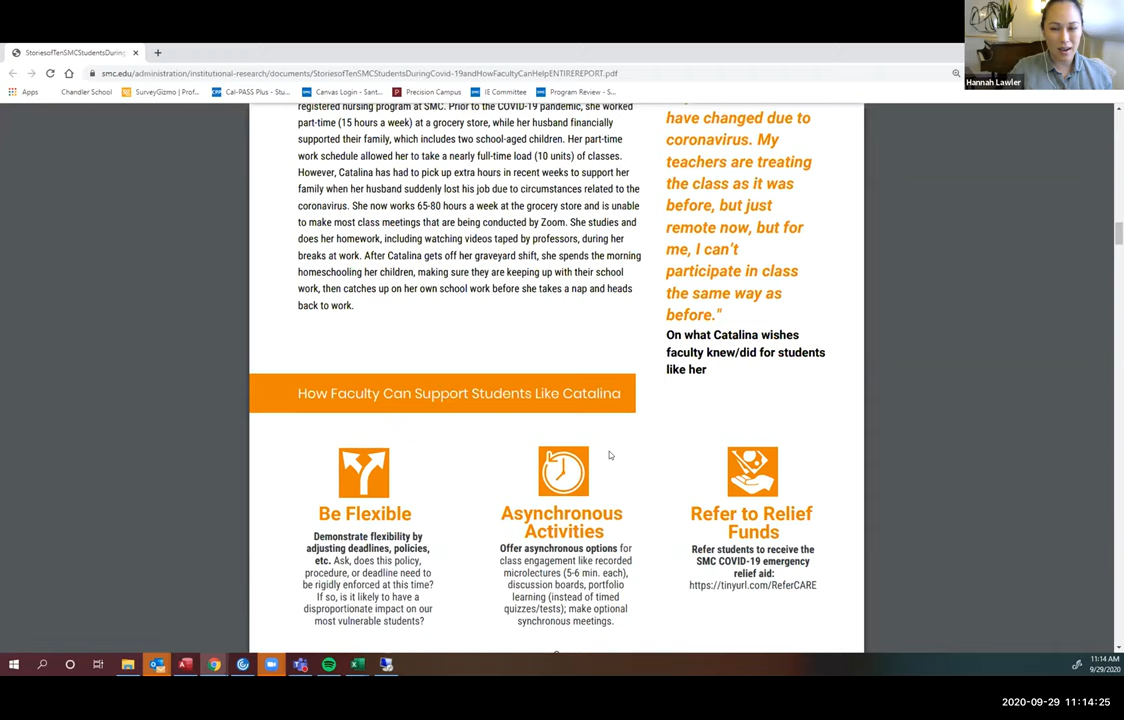 StoriesofTenSMCStudentsDuring
smc.edu/administration/institutional-research/documents/StoriesofTenSMCStudentsDuringCovid-19andHowFacultyCanHelpENTIREREPORT.pdf
Apps
Chandler School
SurveyGizmo | Prof...
Cal-PASS Plus - Stu...
Canvas Login - Sant...
Precision Campus
IE Committee
Program Review - S...
Hannah Lawler
registered nursing program at SMC. Prior to the COVID-19 pandemic, she worked
part-time (15 hours a week) at a grocery store, while her husband financially
supported their family, which includes two school-aged children. Her part-time
work schedule allowed her to take a nearly full-time load (10 units) of classes.
However, Catalina has had to pick up extra hours in recent weeks to support her
family when her husband suddenly lost his job due to circumstances related to the
coronavirus. She now works 65-80 hours a week at the grocery store and is unable
to make most class meetings that are being conducted by Zoom. She studies and
does her homework, including watching videos taped by professors, during her
breaks at work. After Catalina gets off her graveyard shift, she spends the morning
homeschooling her children, making sure they are keeping up with their school
work, then catches up on her own school work before she takes a nap and heads
back to work.
have changed due to
coronavirus. My
teachers are treating
the class as it was
before, but just
remote now, but for
me, I can't
participate in class
the same way as
before."
On what Catalina wishes
faculty knew/did for students
like her
How Faculty Can Support Students Like Catalina
Be Flexible
Demonstrate flexibility by
adjusting deadlines, policies,
etc. Ask, does this policy,
procedure, or deadline need to
be rigidly enforced at this time?
If so, is it likely to have a
disproportionate impact on our
most vulnerable students?
Asynchronous
Activities
Offer asynchronous options for
class engagement like recorded
microlectures (5-6 min. each),
discussion boards, portfolio
learning (instead of timed
quizzes/tests); make optional
synchronous meetings.
Refer to Relief
Funds
Refer students to receive the
SMC COVID-19 emergency
relief aid:
https://tinyurl.com/ReferCARE
11:14 AM
9/29/2020
2020-09-29 11:14:25